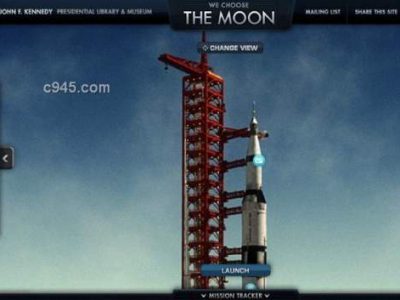 WE CHOOSE
JOHN F. KENNEDY PRESIDENTIAL LIBRARY & MUSEUM
THE MOON
MAILING LIST
SHARE THIS SITE
CHANGE VIEW
c945.com
LAUNCH
MISSION TRACKER